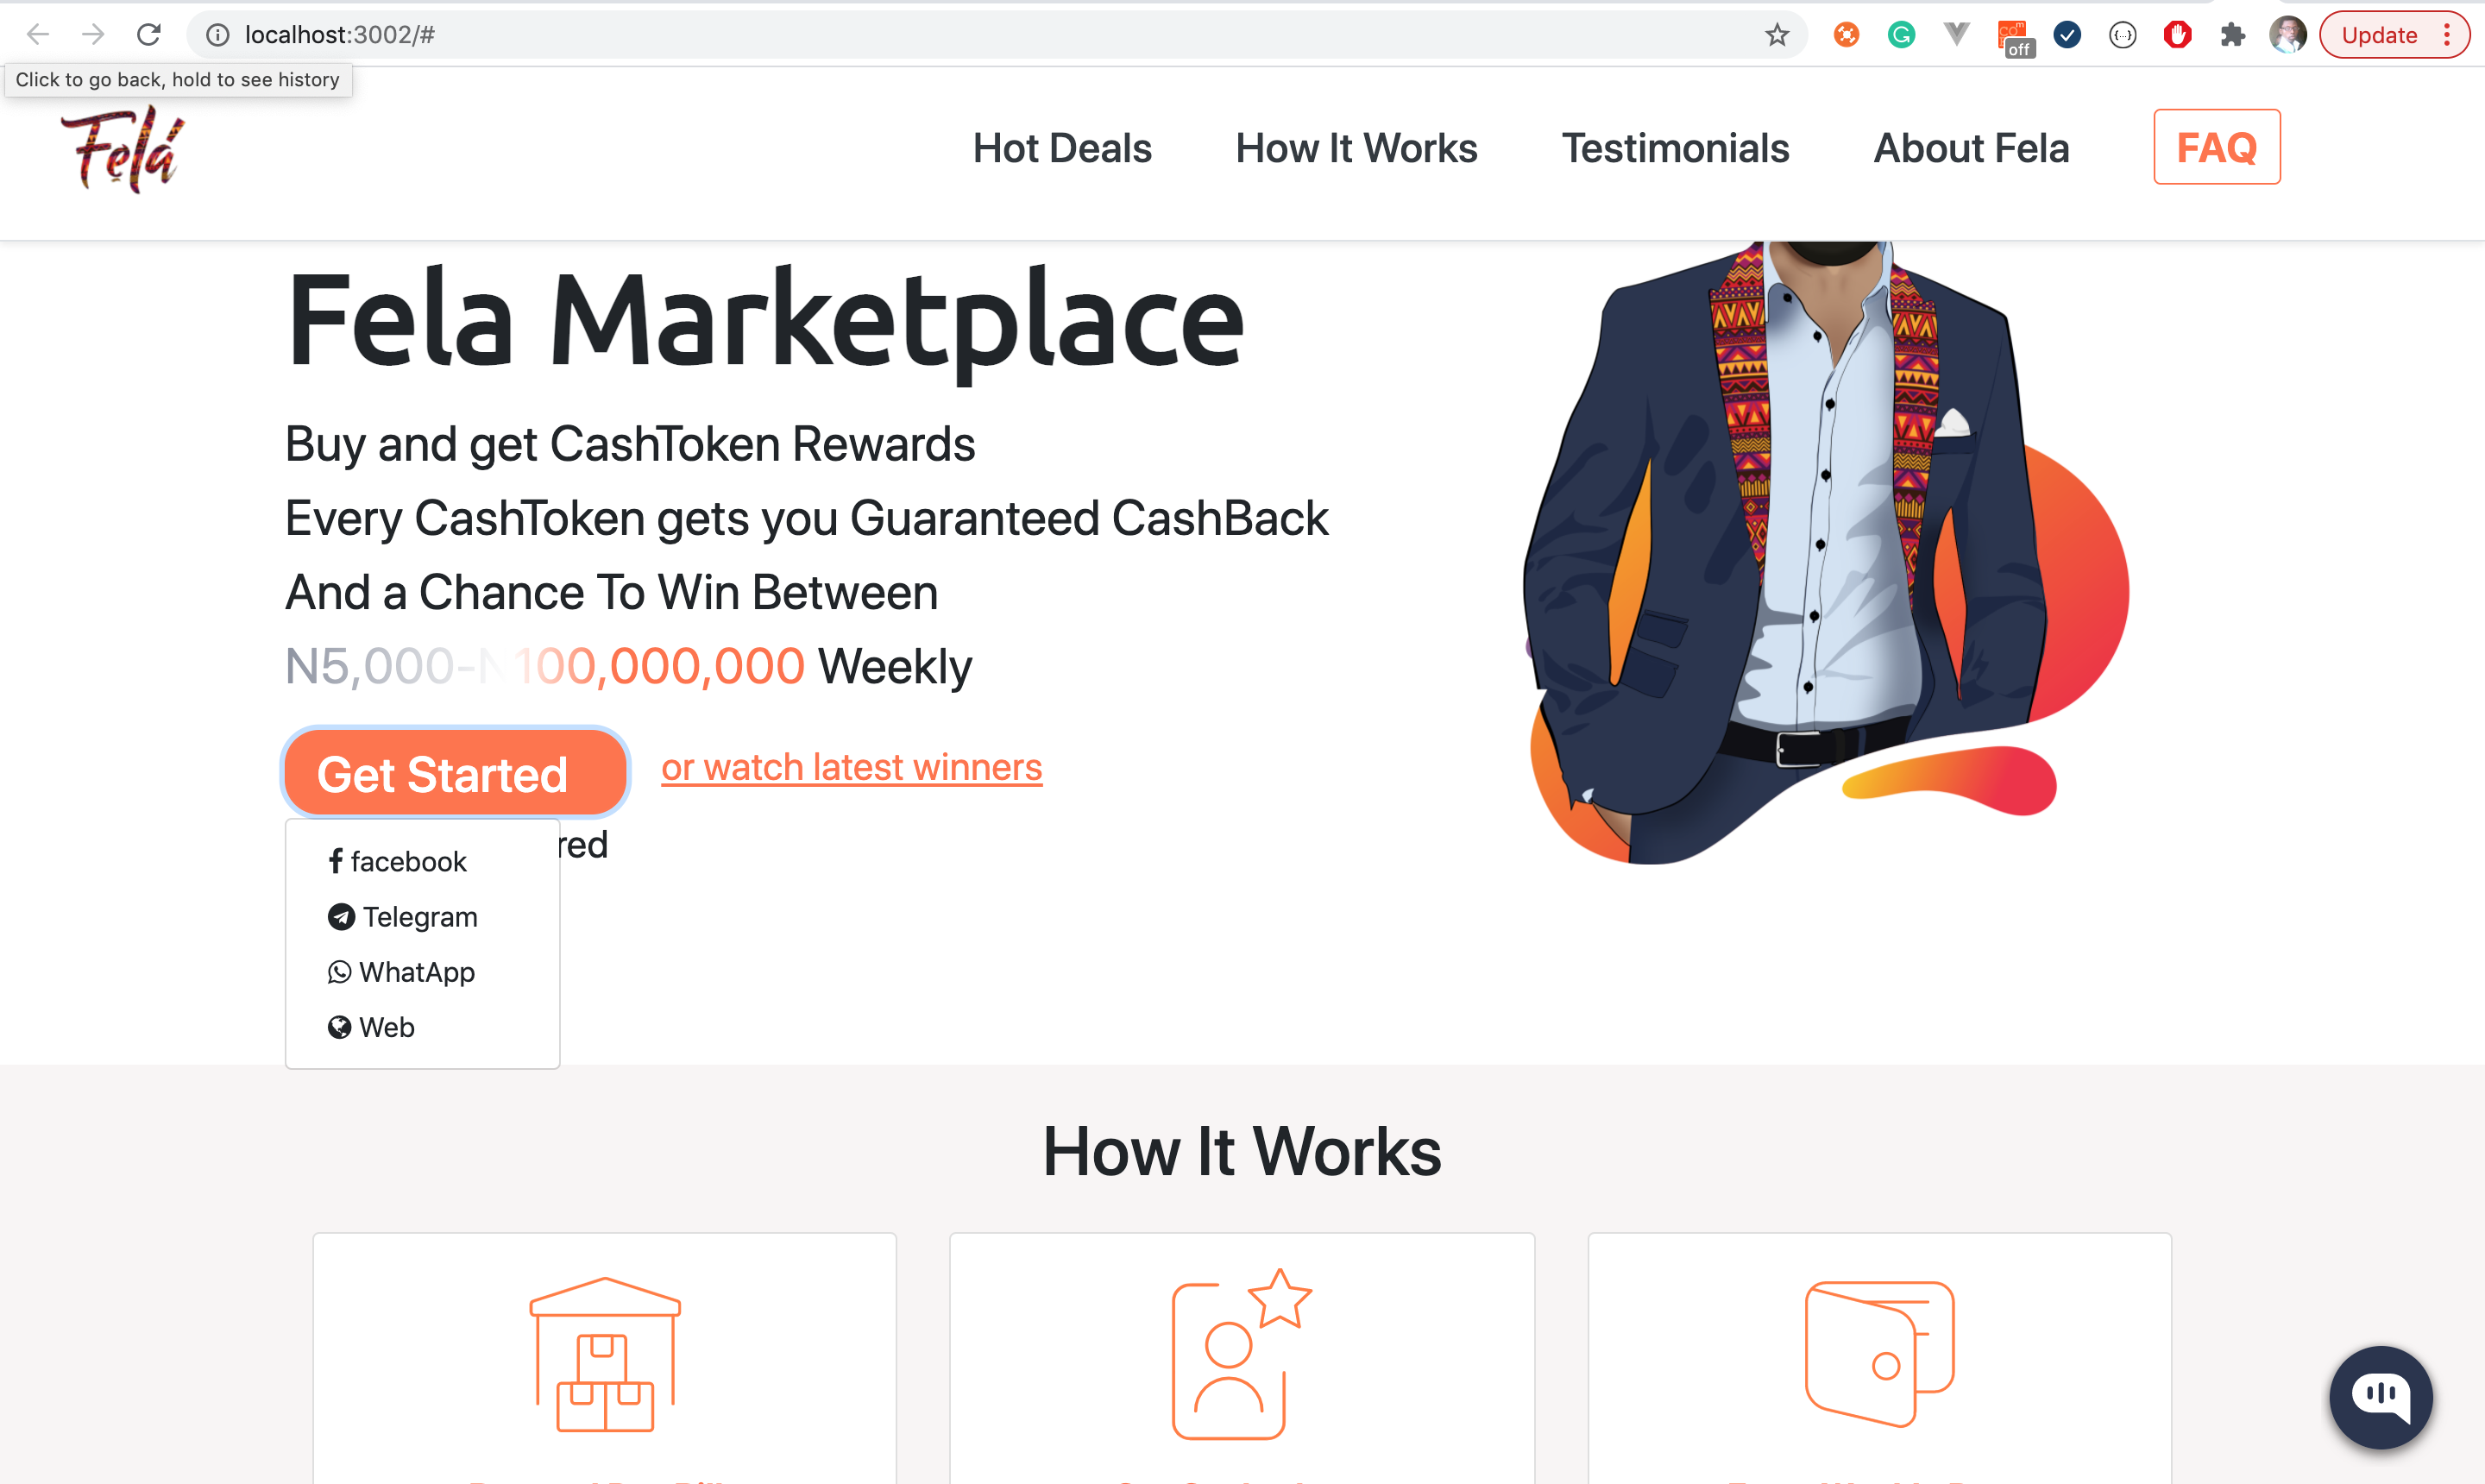 localhost:3002/#
off
Update
Click to go back, hold to see history
Fẹlá
Hot Deals
How It Works
Testimonials
About Fela
FAQ
Fela Marketplace
Buy and get CashToken Rewards
Every CashToken gets you Guaranteed CashBack
And a Chance To Win Between
N5,000-N100,000,000 Weekly
Get Started
or watch latest winners
red
facebook
Telegram
WhatApp
Web
How It Works